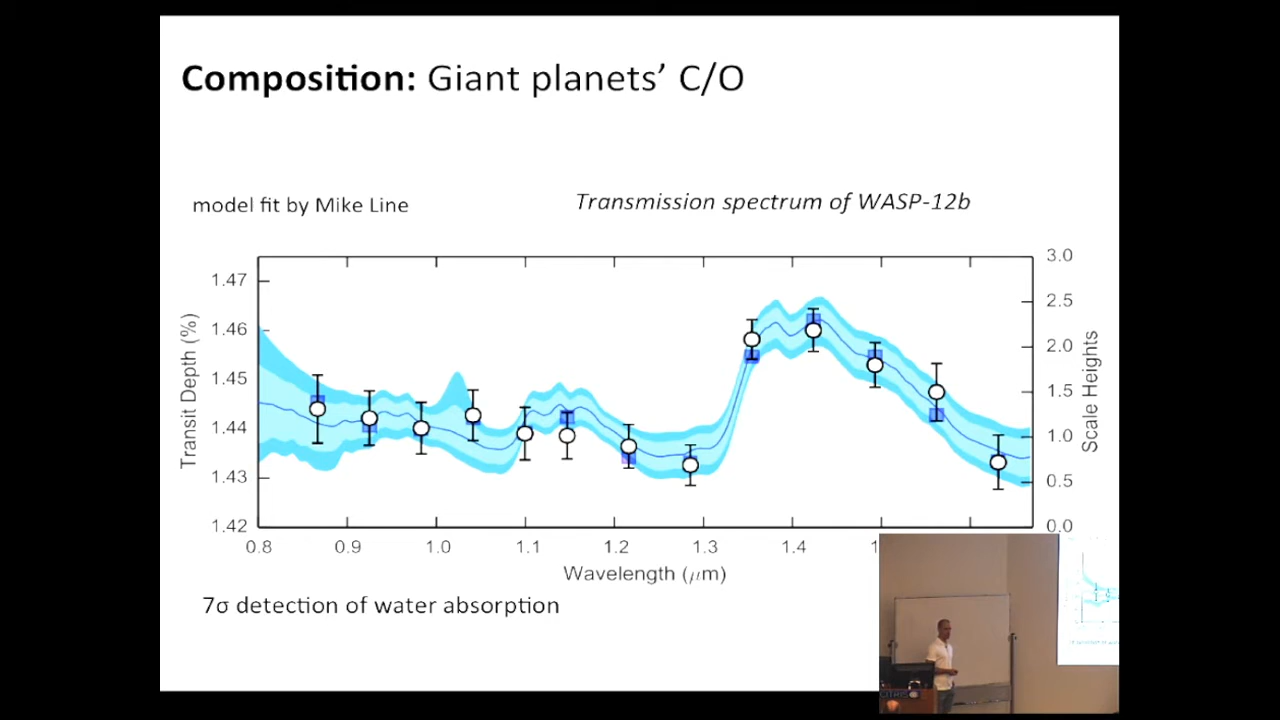 Composition: Giant planets’ C/O
model fit by Mike Line
Transmission spectrum of WASP-12b
Transit Depth (%)
1.47
1.46
1.45
1.44
1.43
1.42
3.0
2.5
2.0
1.5
1.0
0.5
0.0
Scale Heights
0.8 0.9 1.0 1.1 1.2 1.3 1.4
Wavelength (μm)
7σ detection of water absorption
CITRIS